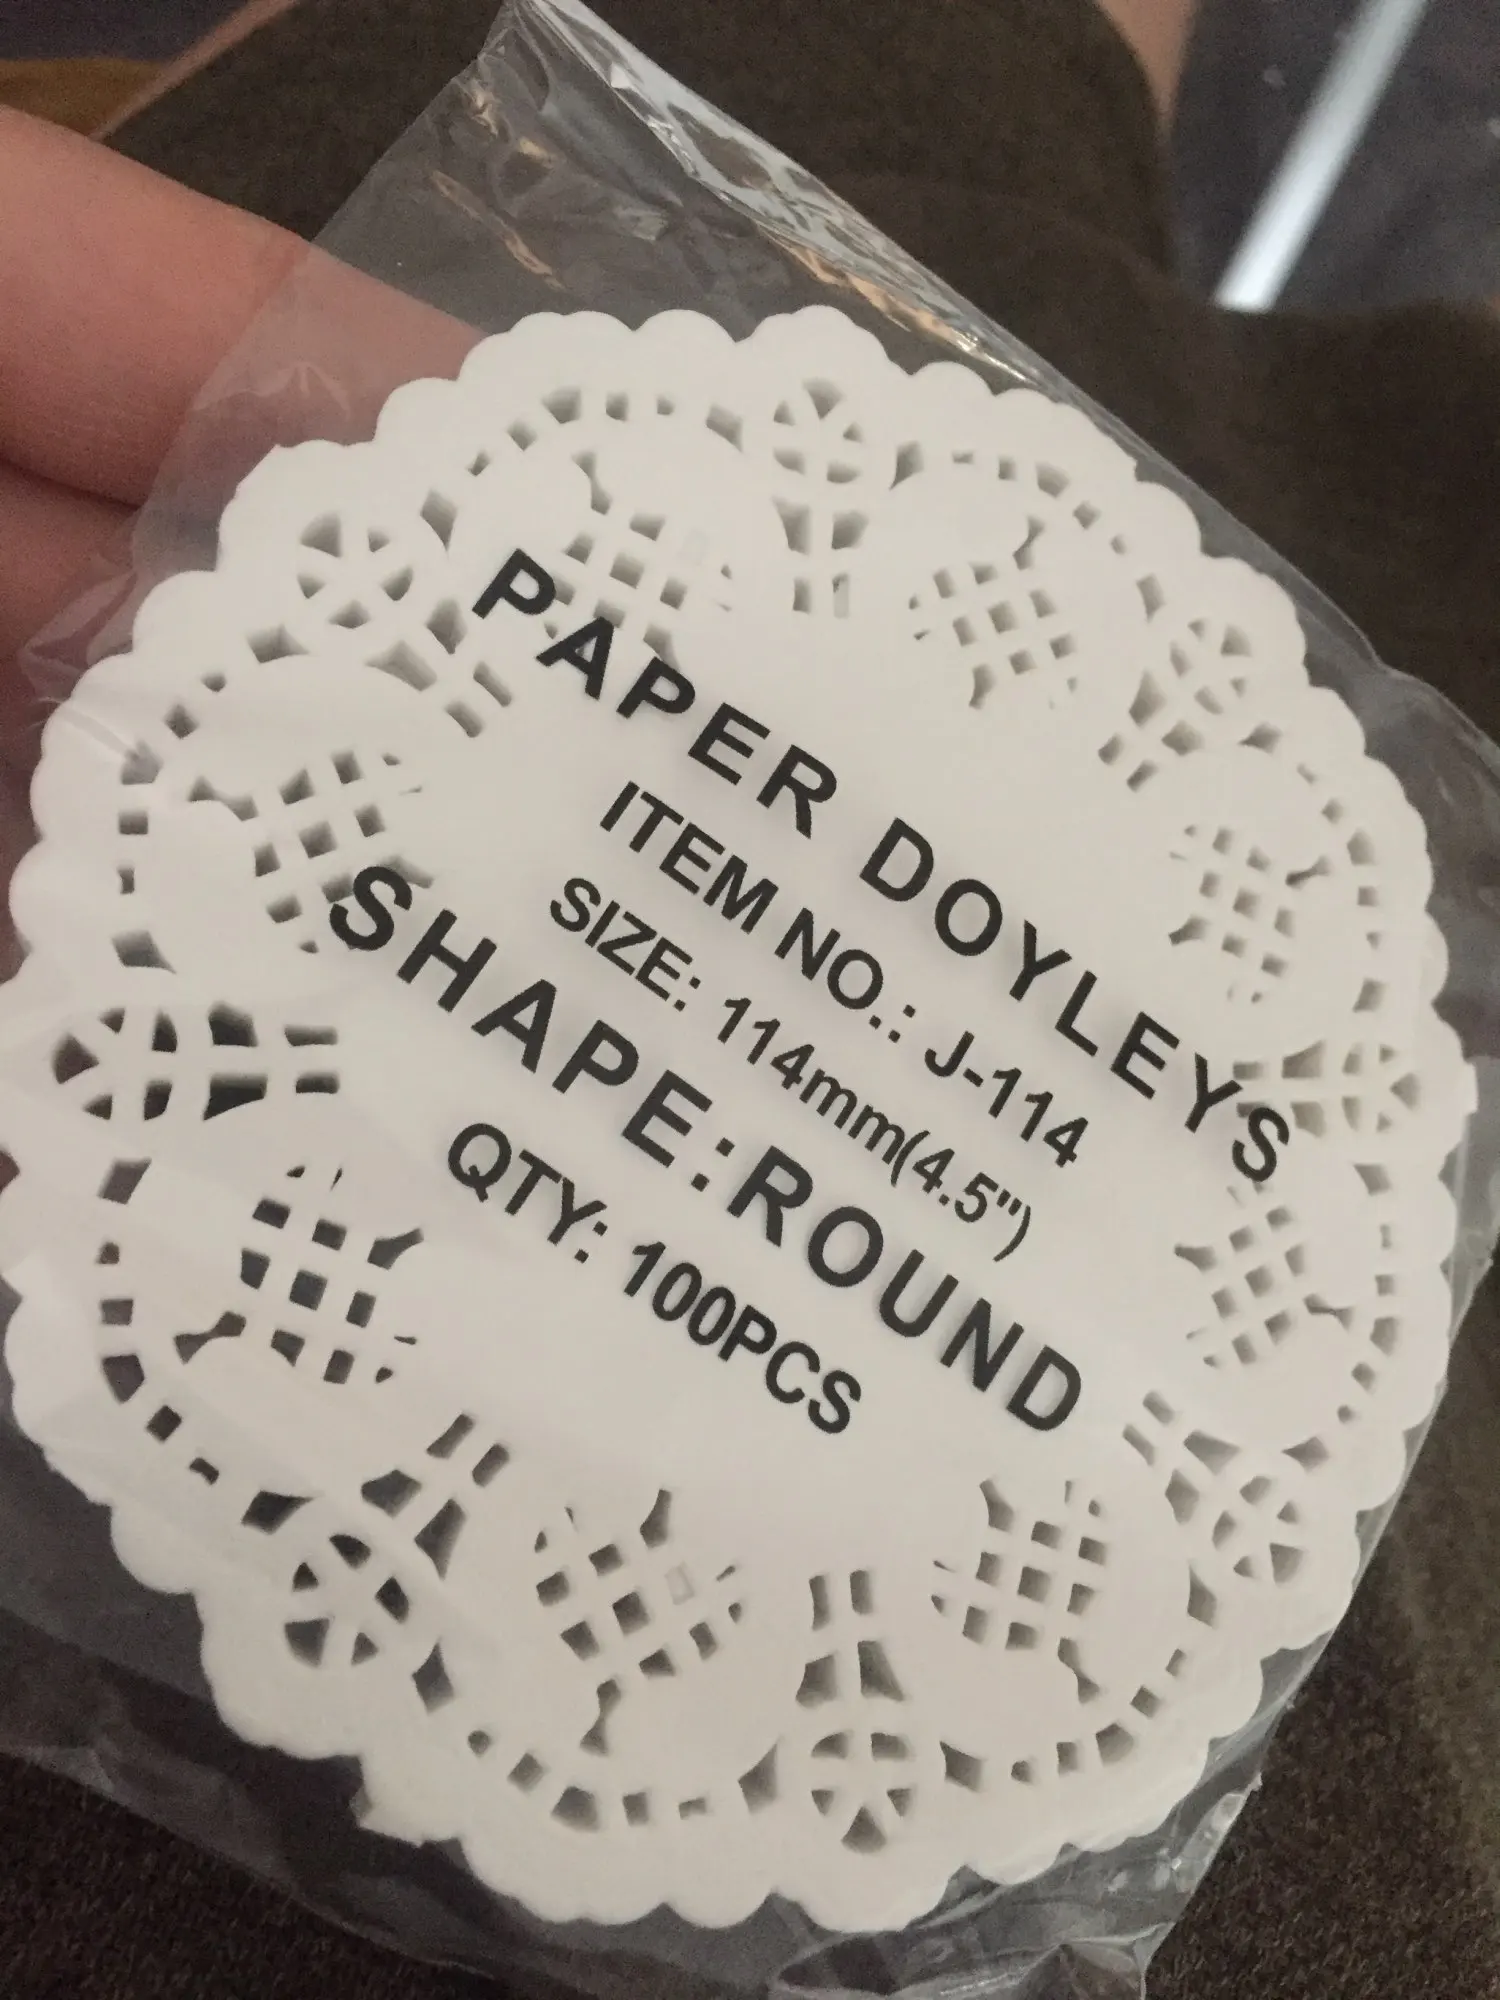 PAPER DOYLEYS
ITEM NO.: J-114
SIZE: 114mm(4.5")
SHAPE:ROUND
QTY: 100PCS